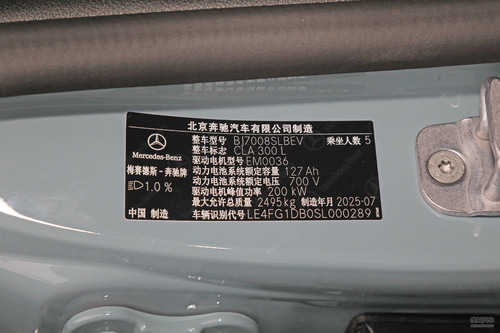 北京奔驰汽车有限公司制造
整车型号 BJ7008SLBEV 乘坐人数 5
整车标志 CLA 300 L
驱动电机型号 EM0036
Mercedes-Benz
动力电池系统额定容量 127Ah
梅赛德斯-奔驰牌
动力电池系统额定电压 700 V
1.0 %
驱动电机峰值功率 200 kW
最大允许总质量 2495kg 制造年月 2025-07
中国 制造
车辆识别代号 LE4FG1DB0SL000289